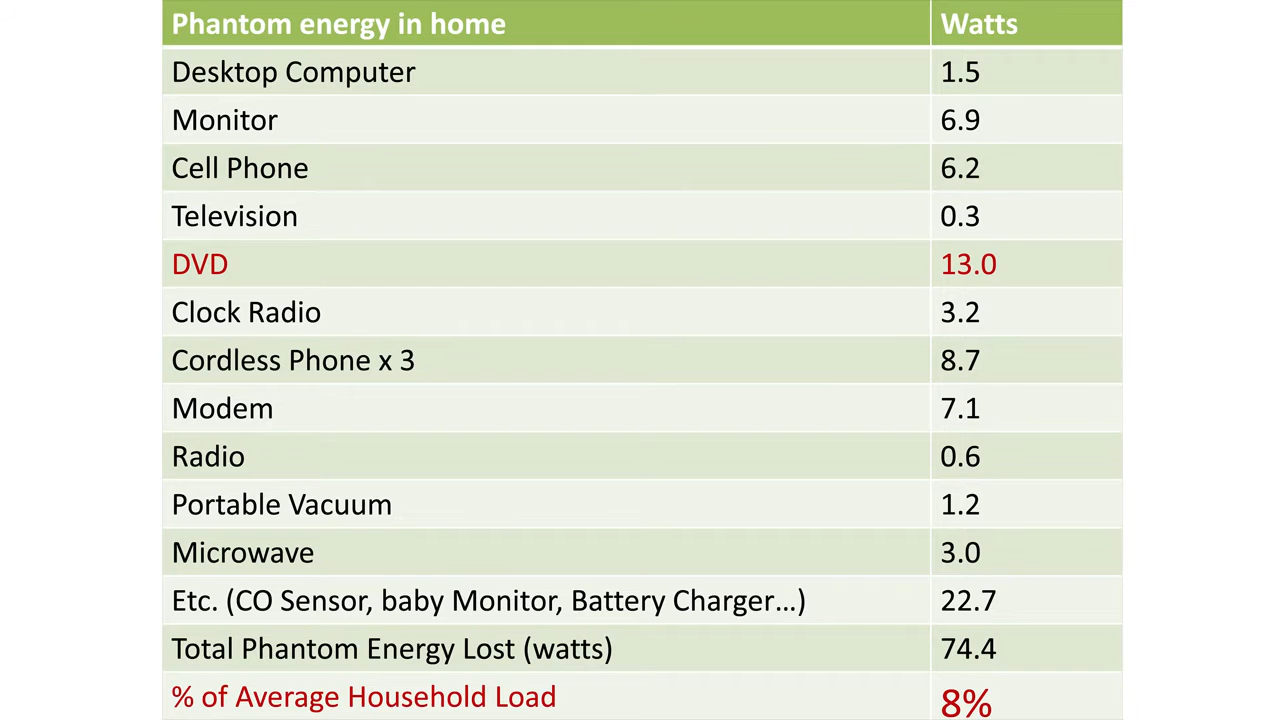 Phantom energy in home Watts
Desktop Computer 1.5
Monitor 6.9
Cell Phone 6.2
Television 0.3
DVD 13.0
Clock Radio 3.2
Cordless Phone x 3 8.7
Modem 7.1
Radio 0.6
Portable Vacuum 1.2
Microwave 3.0
Etc. (CO Sensor, baby Monitor, Battery Charger…) 22.7
Total Phantom Energy Lost (watts) 74.4
% of Average Household Load 8%